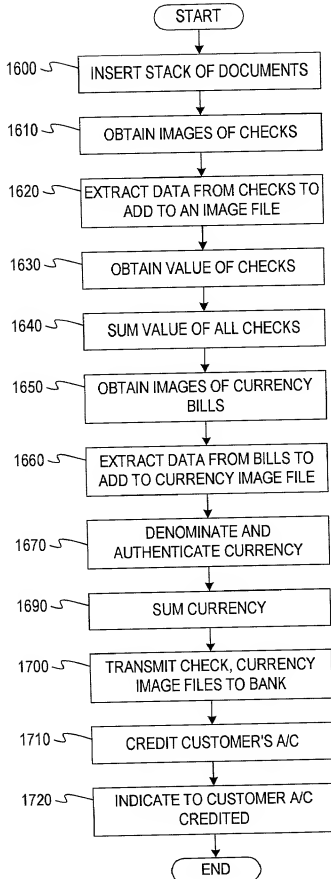 START
1600
INSERT STACK OF DOCUMENTS
1610
OBTAIN IMAGES OF CHECKS
1620
EXTRACT DATA FROM CHECKS TO
ADD TO AN IMAGE FILE
1630
OBTAIN VALUE OF CHECKS
1640
SUM VALUE OF ALL CHECKS
1650
OBTAIN IMAGES OF CURRENCY
BILLS
1660
EXTRACT DATA FROM BILLS TO
ADD TO CURRENCY IMAGE FILE
1670
DENOMINATE AND
AUTHENTICATE CURRENCY
1690
SUM CURRENCY
1700
TRANSMIT CHECK, CURRENCY
IMAGE FILES TO BANK
1710
CREDIT CUSTOMER'S A/C
1720
INDICATE TO CUSTOMER A/C
CREDITED
END